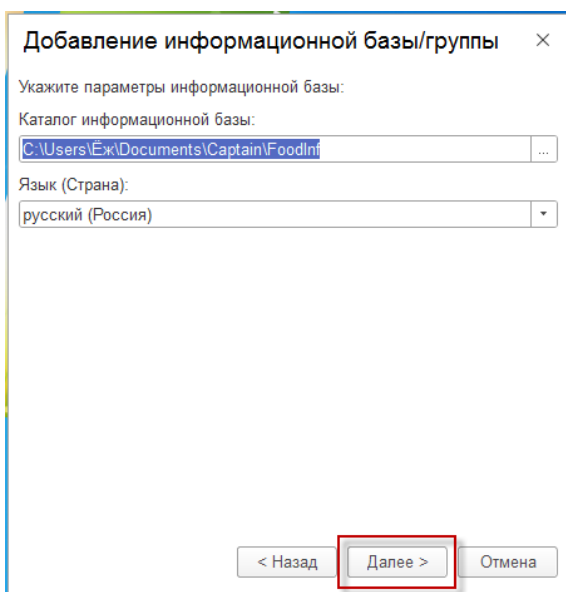 Добавление информационной базы/группы
Укажите параметры информационной базы:
Каталог информационной базы:
C:\Users\Ёж\Documents\Captain\FoodInf
...
Язык (Страна):
русский (Россия)
< Назад
Далее >
Отмена